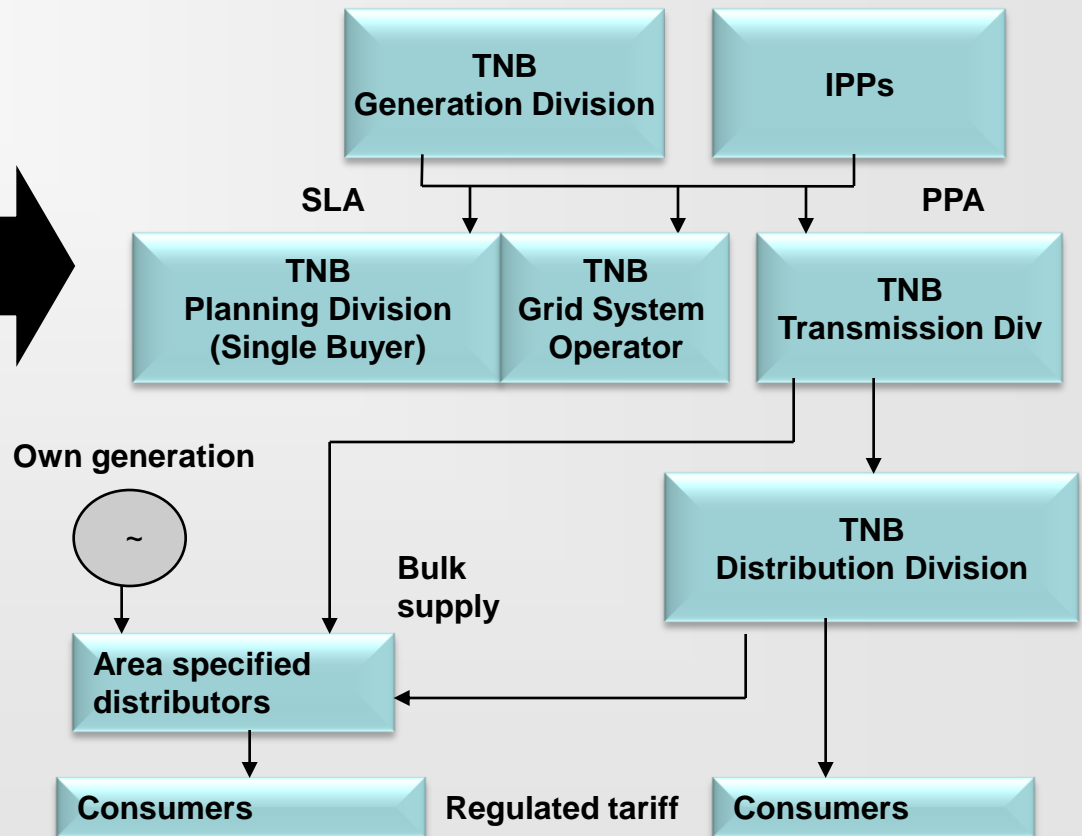 TNB
Generation Division
IPPs
SLA
PPA
TNB
Planning Division
(Single Buyer)
TNB
Grid System
Operator
TNB
Transmission Div
Own generation
~
TNB
Distribution Division
Bulk
supply
Area specified
distributors
Consumers
Regulated tariff
Consumers